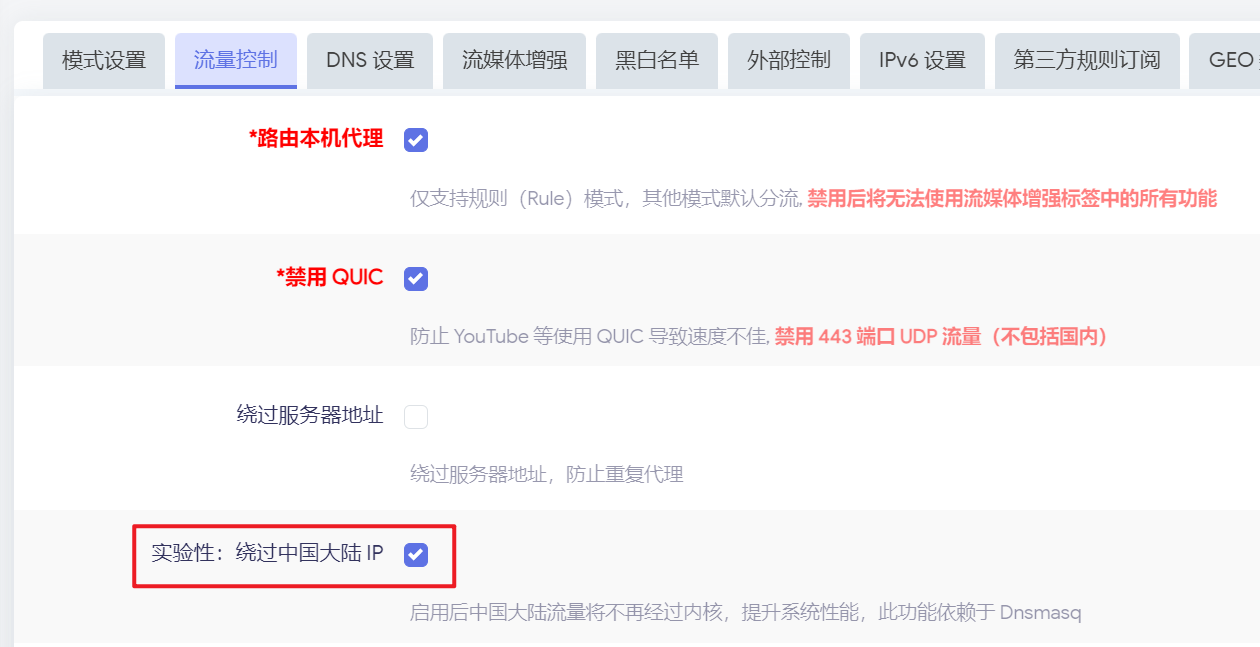 模式设置 流量控制 DNS 设置 流媒体增强 黑白名单 外部控制 IPv6 设置 第三方规则订阅 GEO
*路由本机代理
仅支持规则（Rule）模式，其他模式默认分流, 禁用后将无法使用流媒体增强标签中的所有功能
*禁用 QUIC
防止 YouTube 等使用 QUIC 导致速度不佳, 禁用 443 端口 UDP 流量（不包括国内）
绕过服务器地址
绕过服务器地址，防止重复代理
实验性：绕过中国大陆 IP
启用后中国大陆流量将不再经过内核，提升系统性能，此功能依赖于 Dnsmasq